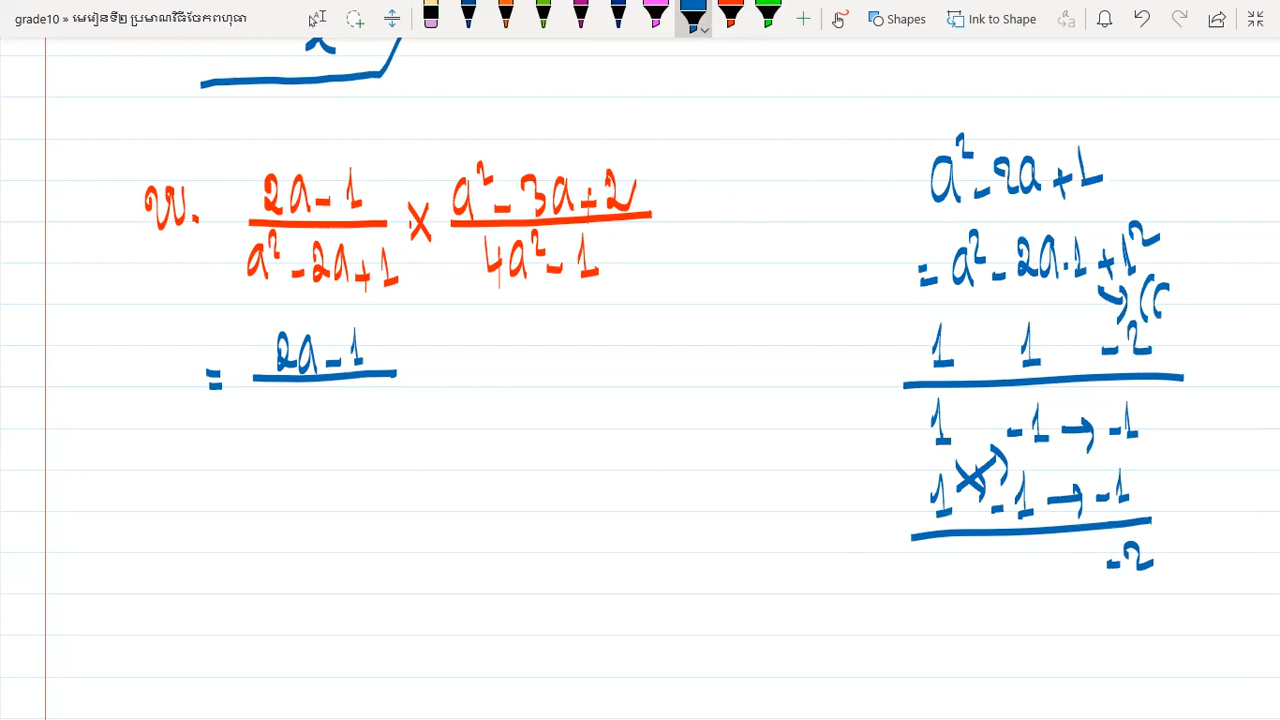 grade10 » មេរៀនទី២ ប្រមាណវិធីចែកពហុធា
Shapes
Ink to Shape
x
ឃ. (2a - 1)/(a² - 2a + 1) × (a² - 3a + 2)/(4a² - 1)
= 2a - 1
a² - 2a + 1
= a² - 2a·1 + 1²
1 1 -2
1 -1 → -1
1 -1 → -1
-2